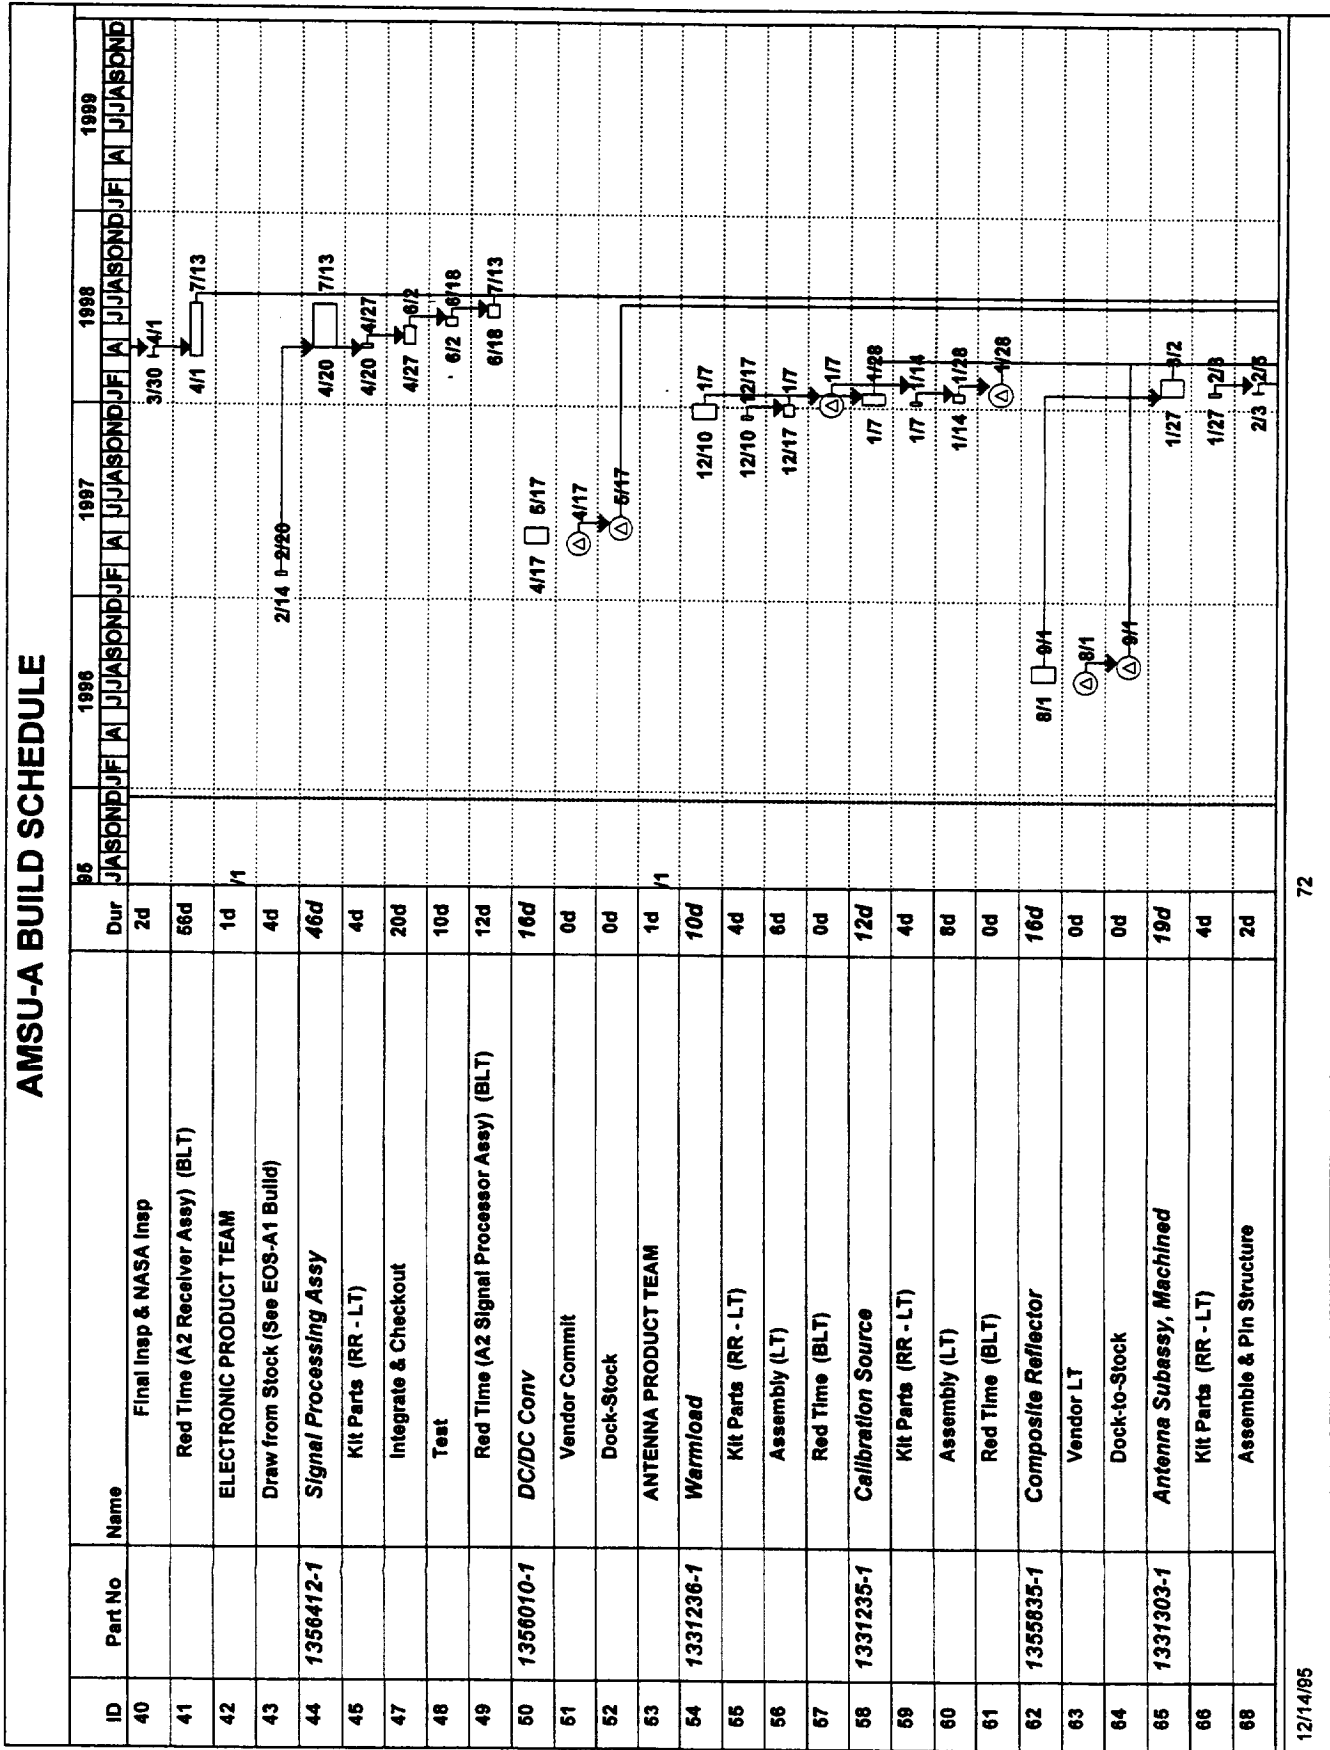 AMSU-A BUILD SCHEDULE
95 1996 1997 1998 1999
ID Part No Name Dur J A S O N D J F A J J A S O N D J F A J J A S O N D J F A J J A S O N D J F A J J A S O N D
40 Final Insp & NASA Insp 2d 3/30 4/1
41 Red Time (A2 Receiver Assy) (BLT) 56d 4/1 7/13
42 ELECTRONIC PRODUCT TEAM 1d /1
43 Draw from Stock (See EOS-A1 Build) 4d 2/14 2/20
44 1356412-1 Signal Processing Assy 46d 4/20 7/13
45 Kit Parts (RR - LT) 4d 4/20 4/27
47 Integrate & Checkout 20d 4/27 6/2
48 Test 10d 6/2 6/18
49 Red Time (A2 Signal Processor Assy) (BLT) 12d 6/18 7/13
50 1356010-1 DC/DC Conv 16d 4/17 5/17
51 Vendor Commit 0d 4/17
52 Dock-Stock 0d 5/17
53 ANTENNA PRODUCT TEAM 1d /1
54 1331236-1 Warmload 10d 12/10 1/7
55 Kit Parts (RR - LT) 4d 12/10 12/17
56 Assembly (LT) 6d 12/17 1/7
57 Red Time (BLT) 0d 1/7
58 1331235-1 Calibration Source 12d 1/7 1/28
59 Kit Parts (RR - LT) 4d 1/7 1/14
60 Assembly (LT) 8d 1/14 1/28
61 Red Time (BLT) 0d 1/28
62 1355835-1 Composite Reflector 16d 8/1 9/1
63 Vendor LT 0d 8/1
64 Dock-to-Stock 0d 9/1
65 1331303-1 Antenna Subassy, Machined 19d 1/27 3/2
66 Kit Parts (RR - LT) 4d 1/27 2/3
68 Assemble & Pin Structure 2d 2/3 2/5
12/14/95 72